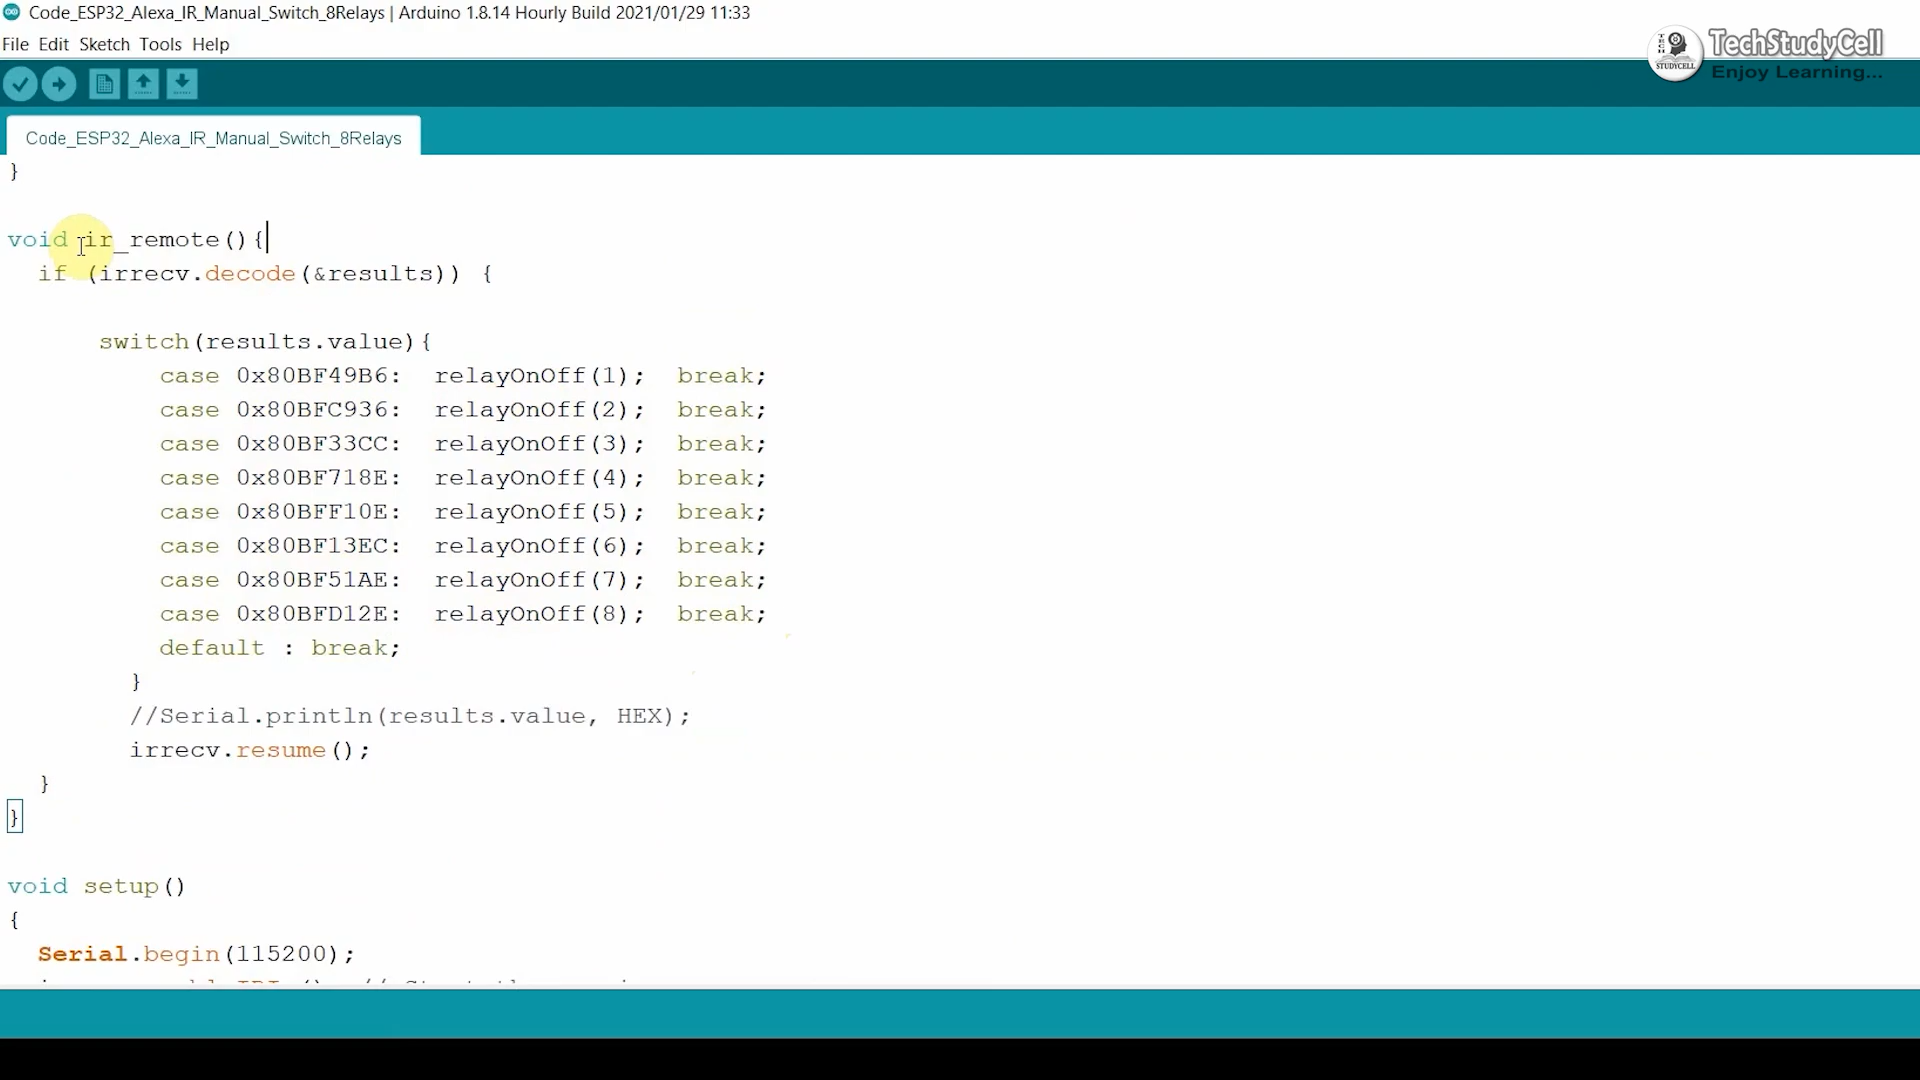 Code_ESP32_Alexa_IR_Manual_Switch_8Relays | Arduino 1.8.14 Hourly Build 2021/01/29 11:33
File Edit Sketch Tools Help
TECH
STUDYCELL
TechStudyCell
Enjoy Learning...
Code_ESP32_Alexa_IR_Manual_Switch_8Relays
}
void ir_remote(){
if (irrecv.decode(&results)) {
switch(results.value){
case 0x80BF49B6: relayOnOff(1); break;
case 0x80BFC936: relayOnOff(2); break;
case 0x80BF33CC: relayOnOff(3); break;
case 0x80BF718E: relayOnOff(4); break;
case 0x80BFF10E: relayOnOff(5); break;
case 0x80BF13EC: relayOnOff(6); break;
case 0x80BF51AE: relayOnOff(7); break;
case 0x80BFD12E: relayOnOff(8); break;
default : break;
}
//Serial.println(results.value, HEX);
irrecv.resume();
}
}
void setup()
{
Serial.begin(115200);